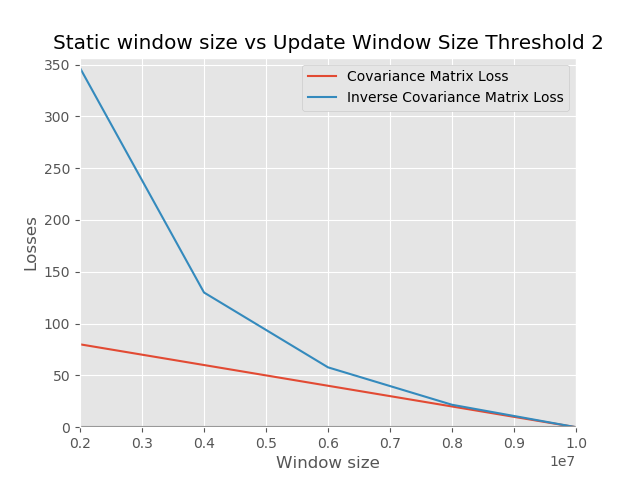 Static window size vs Update Window Size Threshold 2
Covariance Matrix Loss
Inverse Covariance Matrix Loss
350
300
250
200
150
100
50
0
Losses
0.2
0.3
0.4
0.5
0.6
0.7
0.8
0.9
1.0
Window size
1e7